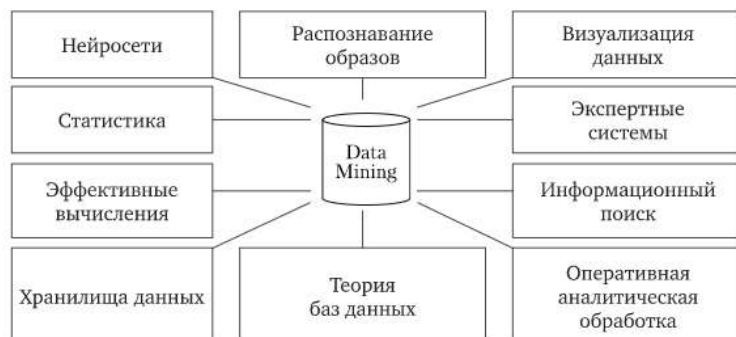 Нейросети
Распознавание
образов
Визуализация
данных
Статистика
Data
Mining
Экспертные
системы
Эффективные
вычисления
Информационный
поиск
Хранилища данных
Теория
баз данных
Оперативная
аналитическая
обработка